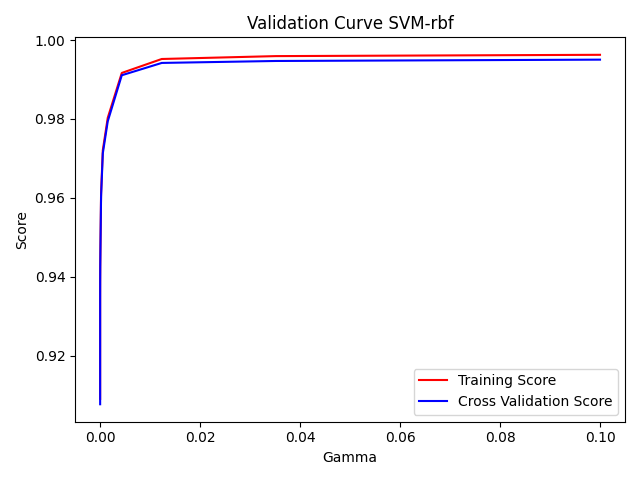 Validation Curve SVM-rbf
1.00
0.98
0.96
0.94
0.92
Score
Training Score
Cross Validation Score
0.00 0.02 0.04 0.06 0.08 0.10
Gamma